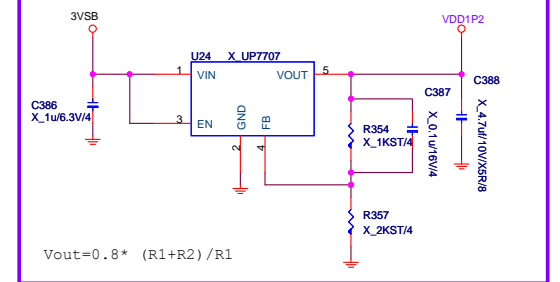 3VSB
VDD1P2
U24 X_UP7707
1 VIN VOUT 5
3 EN
GND
FB
2
4
C386
X_1u/6.3V/4
R354
X_1KST/4
C387
X_0.1u/16V/4
C388
X_4.7uf/10V/X5R/8
R357
X_2KST/4
Vout=0.8* (R1+R2)/R1